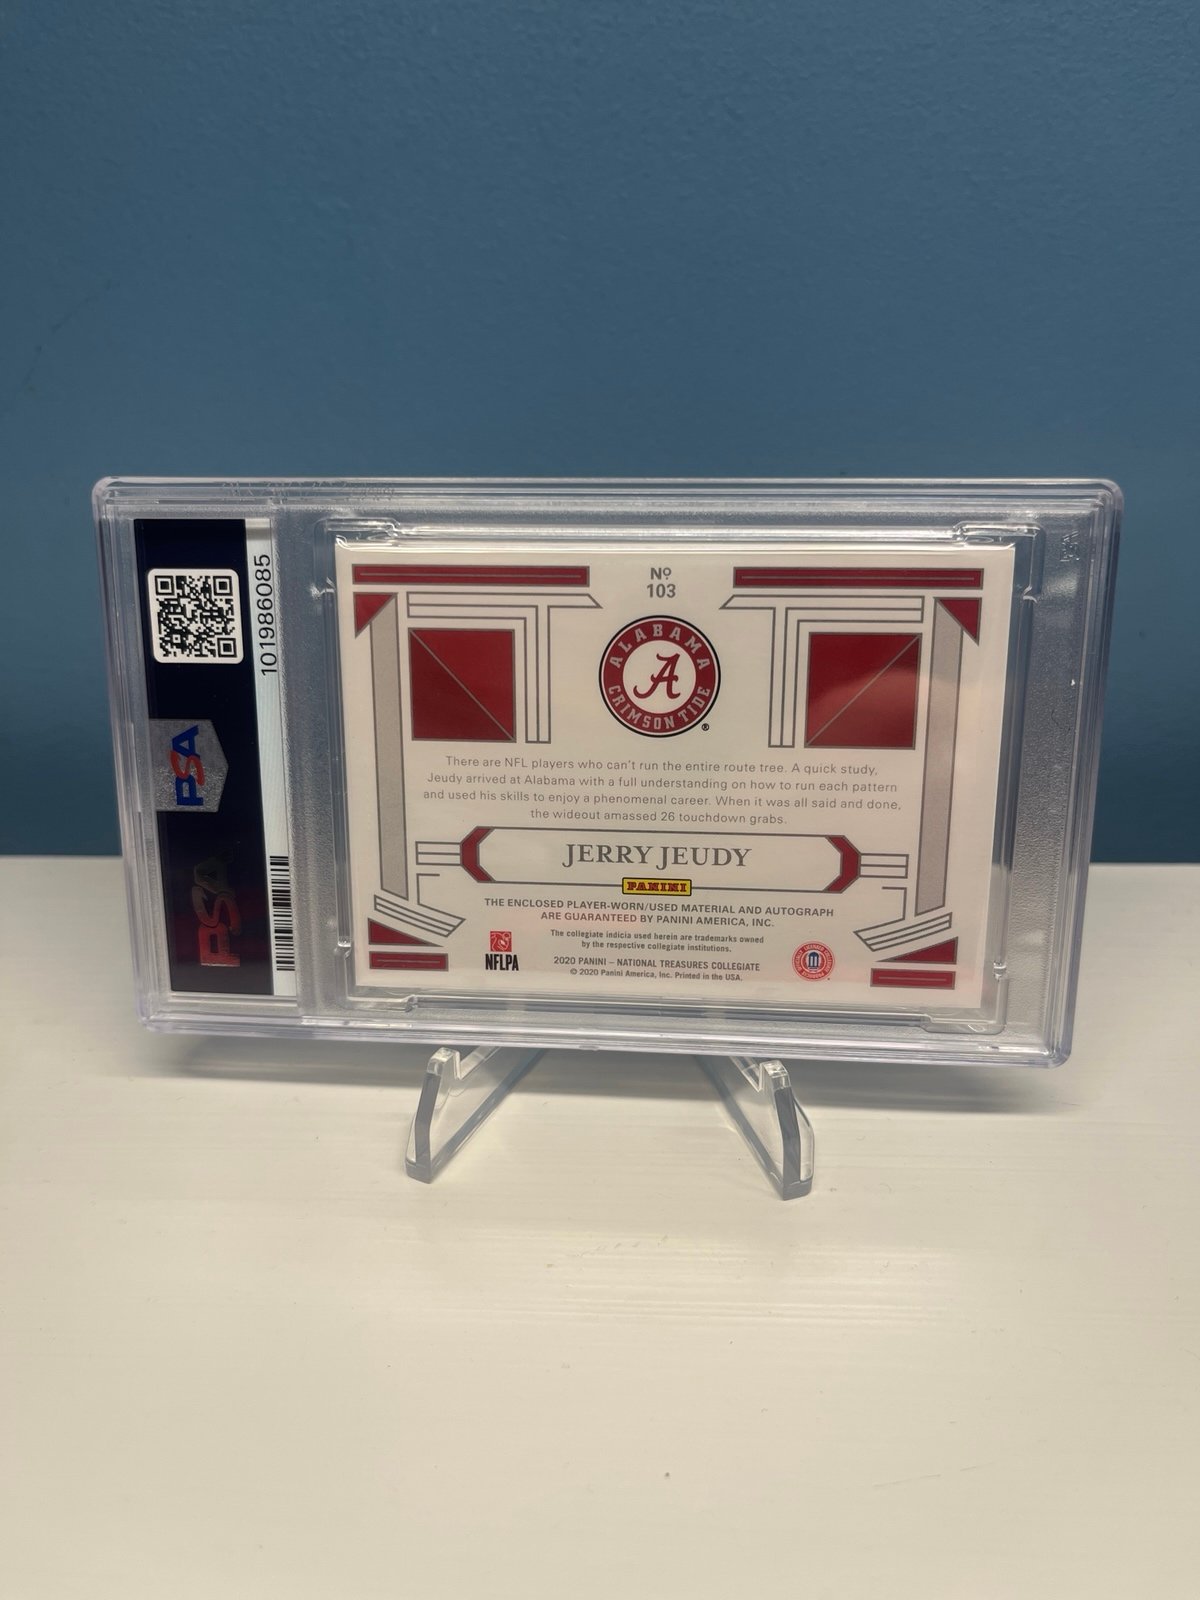 101986085
PSA
PSA
Nº
103
ALABAMA
A
CRIMSON TIDE
®
There are NFL players who can't run the entire route tree. A quick study,
Jeudy arrived at Alabama with a full understanding on how to run each pattern
and used his skills to enjoy a phenomenal career. When it was all said and done,
the wideout amassed 26 touchdown grabs.
JERRY JEUDY
PANINI
THE ENCLOSED PLAYER-WORN/USED MATERIAL AND AUTOGRAPH
ARE GUARANTEED BY PANINI AMERICA, INC.
The collegiate indicia used herein are trademarks owned
by the respective collegiate institutions.
NFLPA
2020 PANINI – NATIONAL TREASURES COLLEGIATE
© 2020 Panini America, Inc. Printed in the USA.